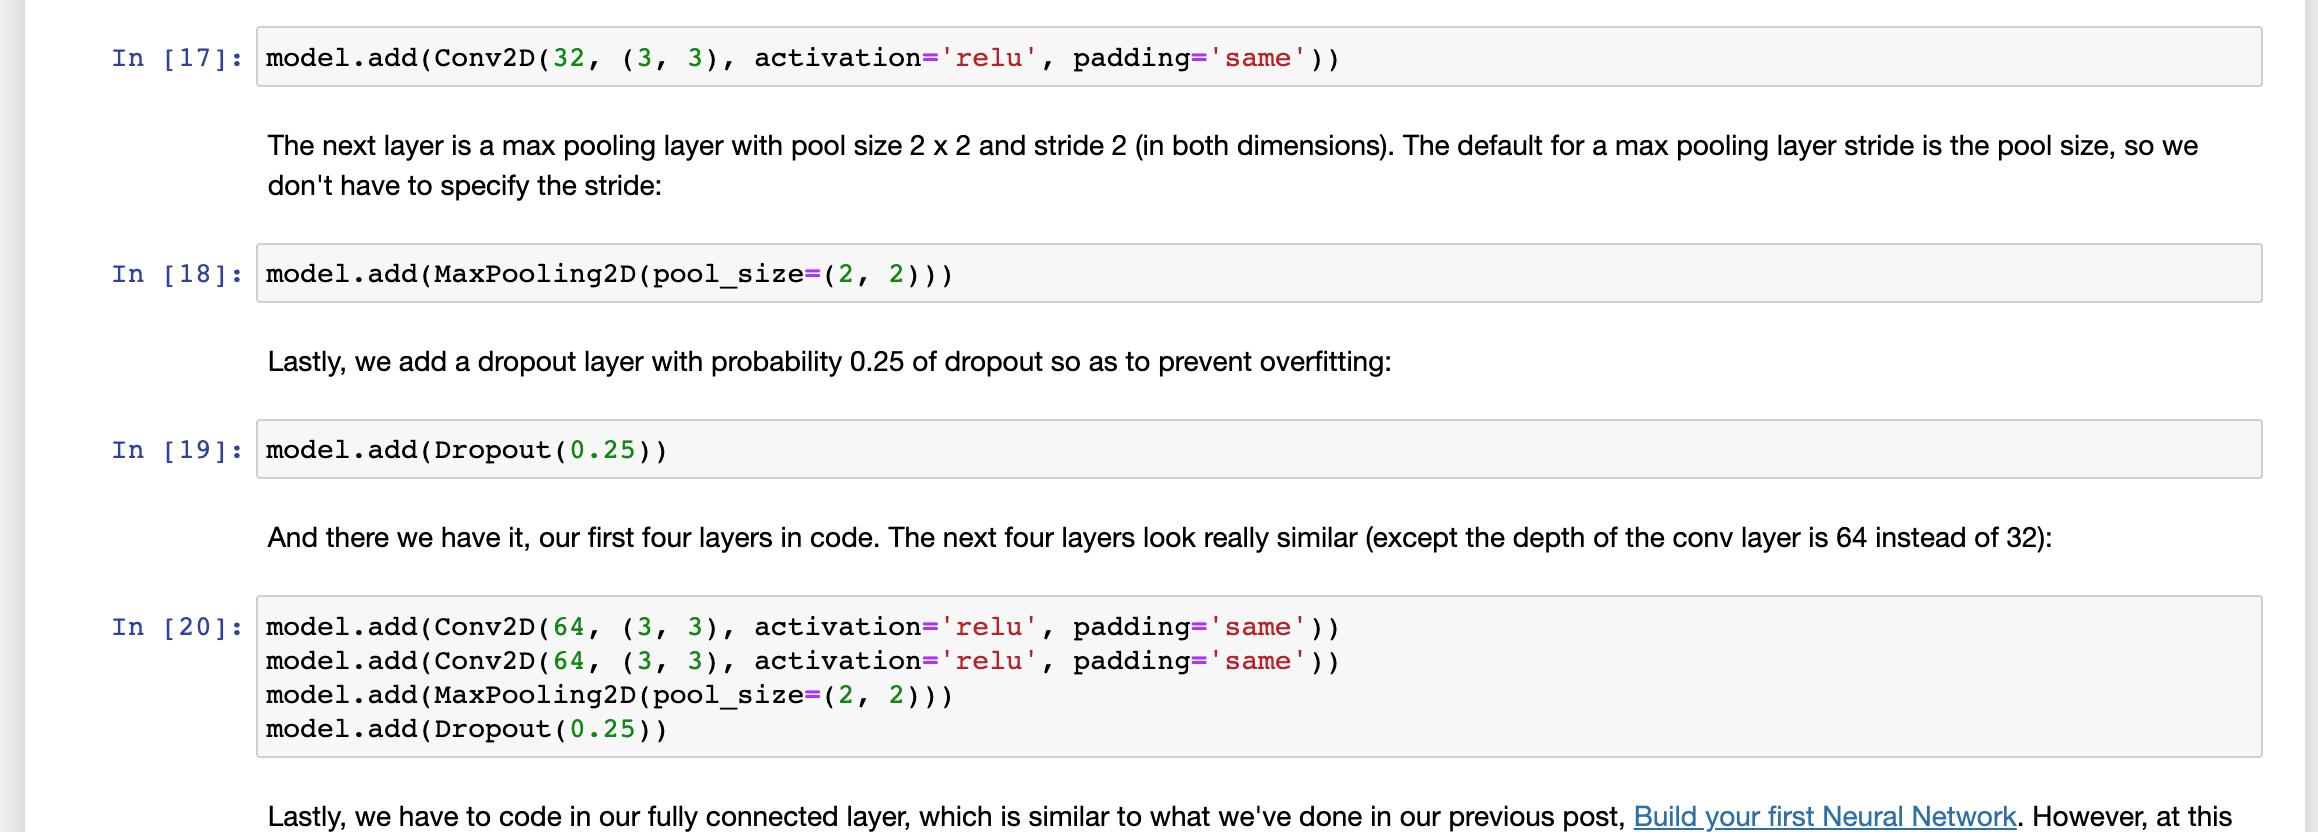 In [17]: model.add(Conv2D(32, (3, 3), activation='relu', padding='same'))
The next layer is a max pooling layer with pool size 2 x 2 and stride 2 (in both dimensions). The default for a max pooling layer stride is the pool size, so we
don't have to specify the stride:
In [18]: model.add(MaxPooling2D(pool_size=(2, 2)))
Lastly, we add a dropout layer with probability 0.25 of dropout so as to prevent overfitting:
In [19]: model.add(Dropout(0.25))
And there we have it, our first four layers in code. The next four layers look really similar (except the depth of the conv layer is 64 instead of 32):
In [20]: model.add(Conv2D(64, (3, 3), activation='relu', padding='same'))
model.add(Conv2D(64, (3, 3), activation='relu', padding='same'))
model.add(MaxPooling2D(pool_size=(2, 2)))
model.add(Dropout(0.25))
Lastly, we have to code in our fully connected layer, which is similar to what we've done in our previous post, Build your first Neural Network. However, at this